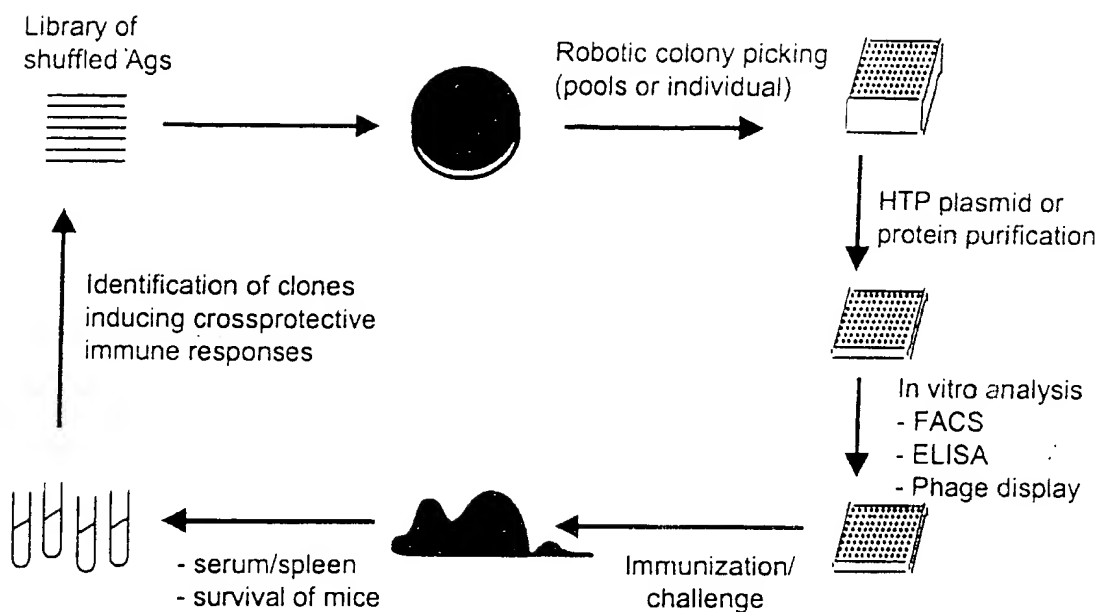 Library of
shuffled Ags
Robotic colony picking
(pools or individual)
HTP plasmid or
protein purification
In vitro analysis
- FACS
- ELISA
- Phage display
Immunization/
challenge
- serum/spleen
- survival of mice
Identification of clones
inducing crossprotective
immune responses